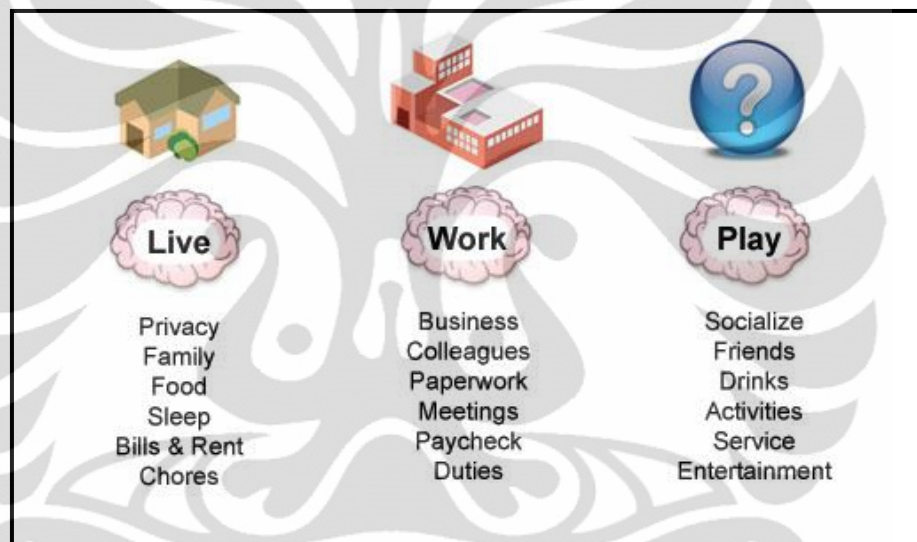 ?
Live
Work
Play
Privacy
Family
Food
Sleep
Bills & Rent
Chores
Business
Colleagues
Paperwork
Meetings
Paycheck
Duties
Socialize
Friends
Drinks
Activities
Service
Entertainment